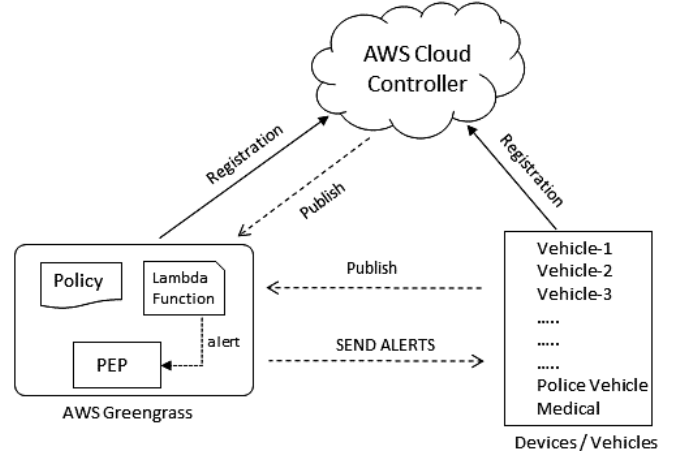 AWS Cloud
Controller
Registration
Registration
Publish
Policy
Lambda
Function
alert
PEP
AWS Greengrass
Publish
SEND ALERTS
Vehicle-1
Vehicle-2
Vehicle-3
.....
.....
.....
Police Vehicle
Medical
Devices / Vehicles